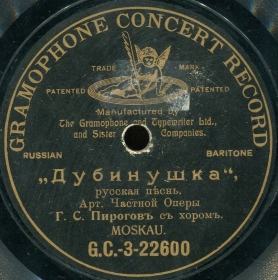 GRAMOPHONE CONCERT RECORD
TRADE MARK
PATENTED PATENTED
Manufactured by
The Gramophone and Typewriter Ltd.,
and Sister Companies.
RUSSIAN BARITONE
„Дубинушка“,
русская пѣснь.
Арт. Частной Оперы
Г. С. Пироговъ съ хоромъ.
MOSKAU.
G.C.-3-22600